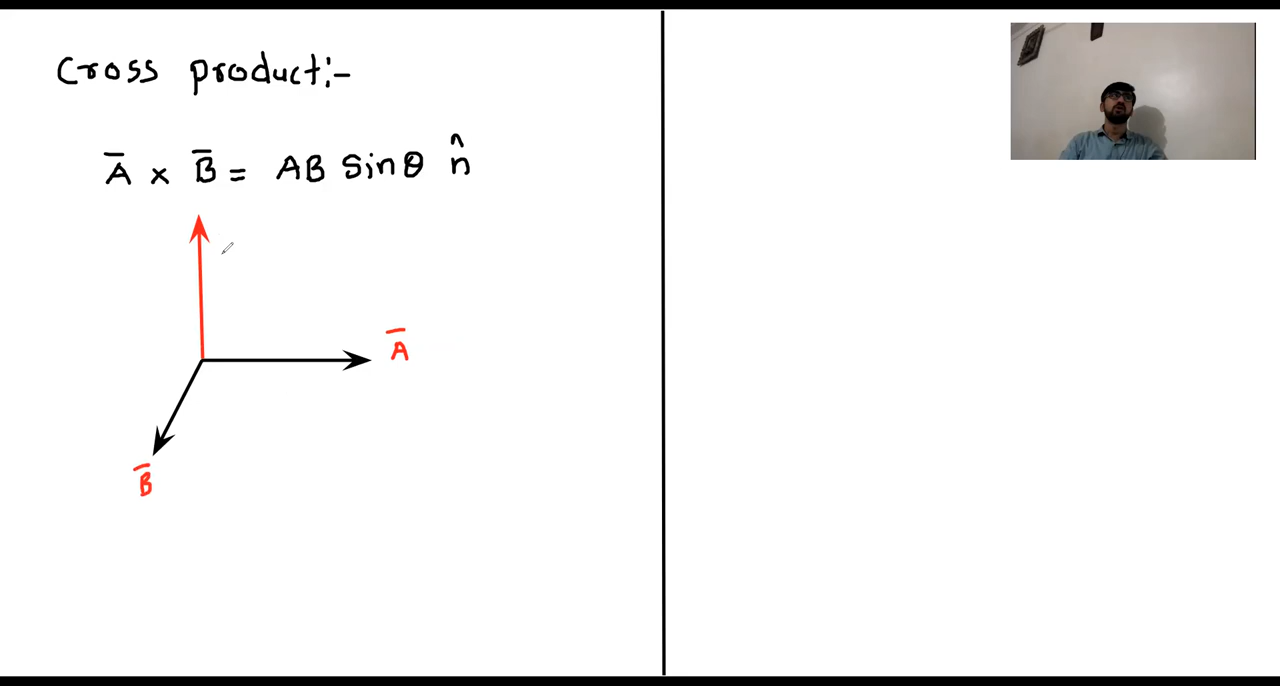 Cross product:-
A̅ × B̅ = AB Sinθ n̂
A̅
B̅